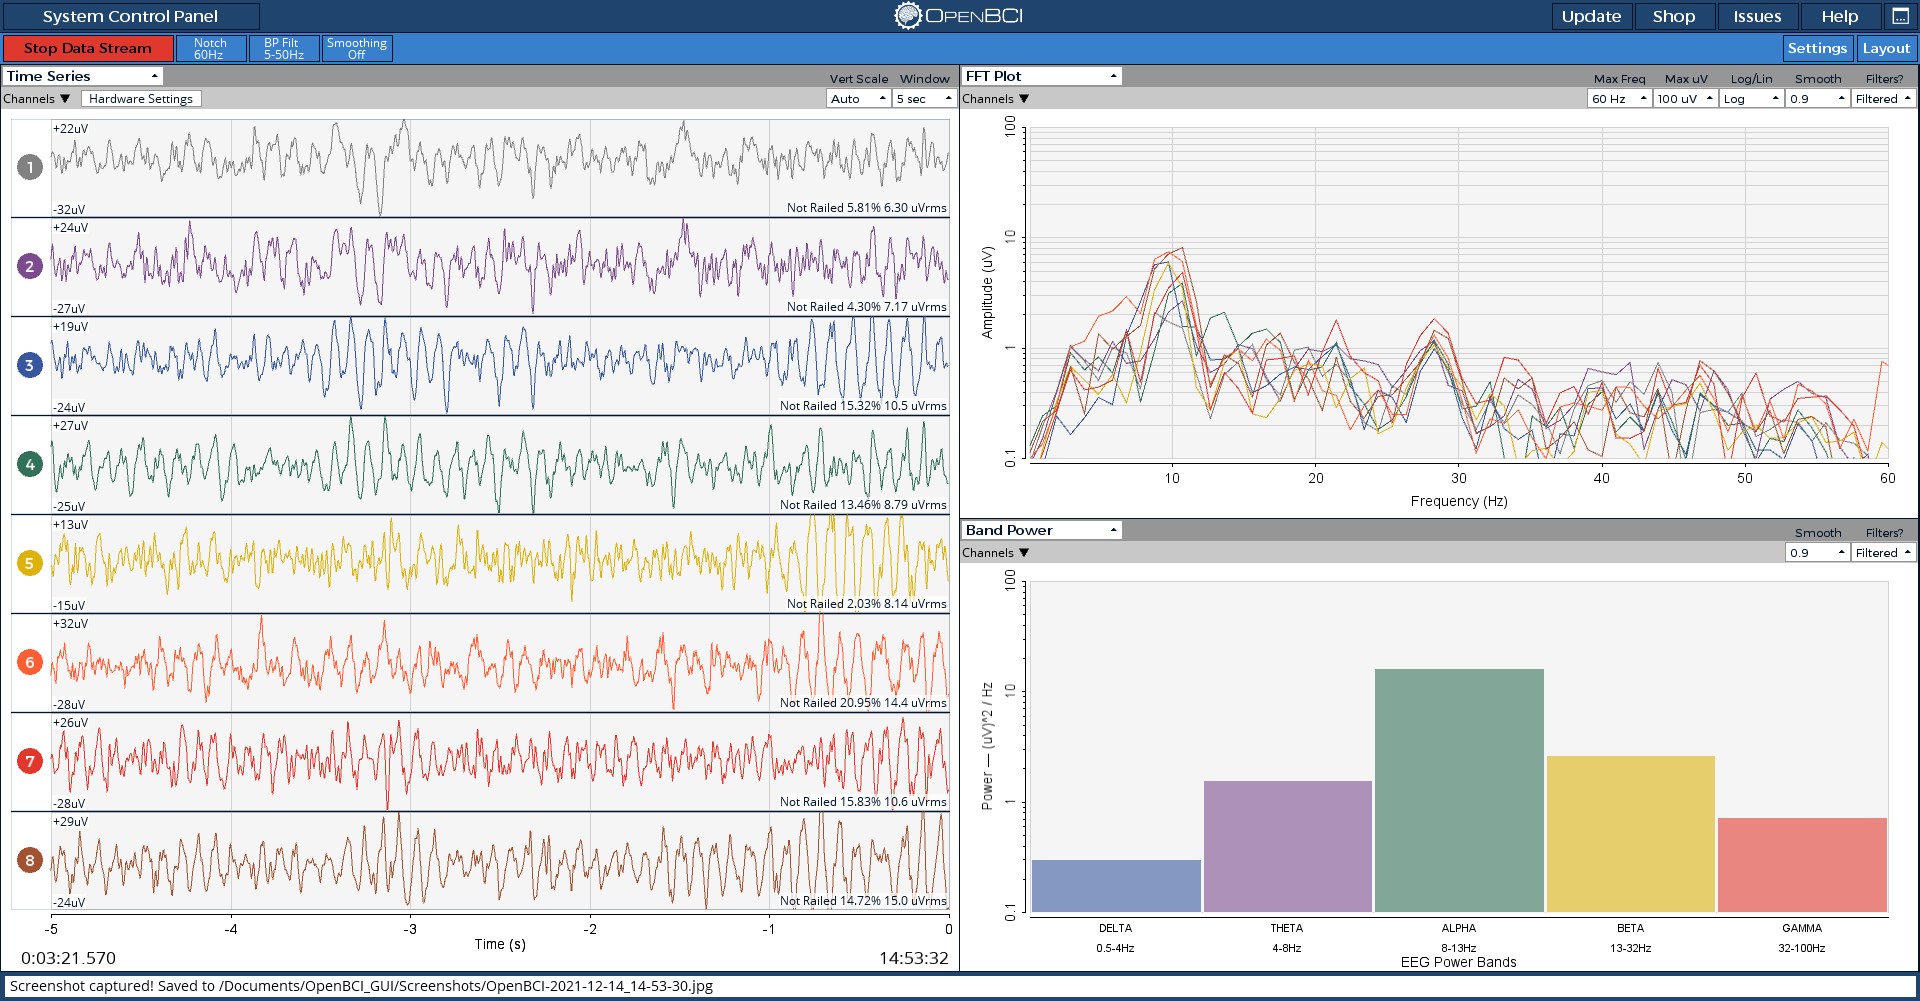 System Control Panel
OpenBCI
Update
Shop
Issues
Help
Stop Data Stream
Notch
60Hz
BP Filt
5-50Hz
Smoothing
Off
Settings
Layout
Time Series
Vert Scale
Window
Channels
Hardware Settings
Auto
5 sec
1
+22uV
-32uV
Not Railed 5.81% 6.30 uVrms
2
+24uV
-27uV
Not Railed 4.30% 7.17 uVrms
3
+19uV
-24uV
Not Railed 15.32% 10.5 uVrms
4
+27uV
-25uV
Not Railed 13.46% 8.79 uVrms
5
+13uV
-15uV
Not Railed 2.03% 8.14 uVrms
6
+32uV
-28uV
Not Railed 20.95% 14.4 uVrms
7
+26uV
-28uV
Not Railed 15.83% 10.6 uVrms
8
+29uV
-24uV
Not Railed 14.72% 15.0 uVrms
-5 -4 -3 -2 -1 0
Time (s)
0:03:21.570
14:53:32
FFT Plot
Max Freq
Max uV
Log/Lin
Smooth
Filters?
Channels
60 Hz
100 uV
Log
0.9
Filtered
100
10
1
0.1
Amplitude (uV)
10 20 30 40 50 60
Frequency (Hz)
Band Power
Smooth
Filters?
Channels
0.9
Filtered
100
10
1
0.1
Power — (uV)^2 / Hz
DELTA THETA ALPHA BETA GAMMA
0.5-4Hz 4-8Hz 8-13Hz 13-32Hz 32-100Hz
EEG Power Bands
Screenshot captured! Saved to /Documents/OpenBCI_GUI/Screenshots/OpenBCI-2021-12-14_14-53-30.jpg